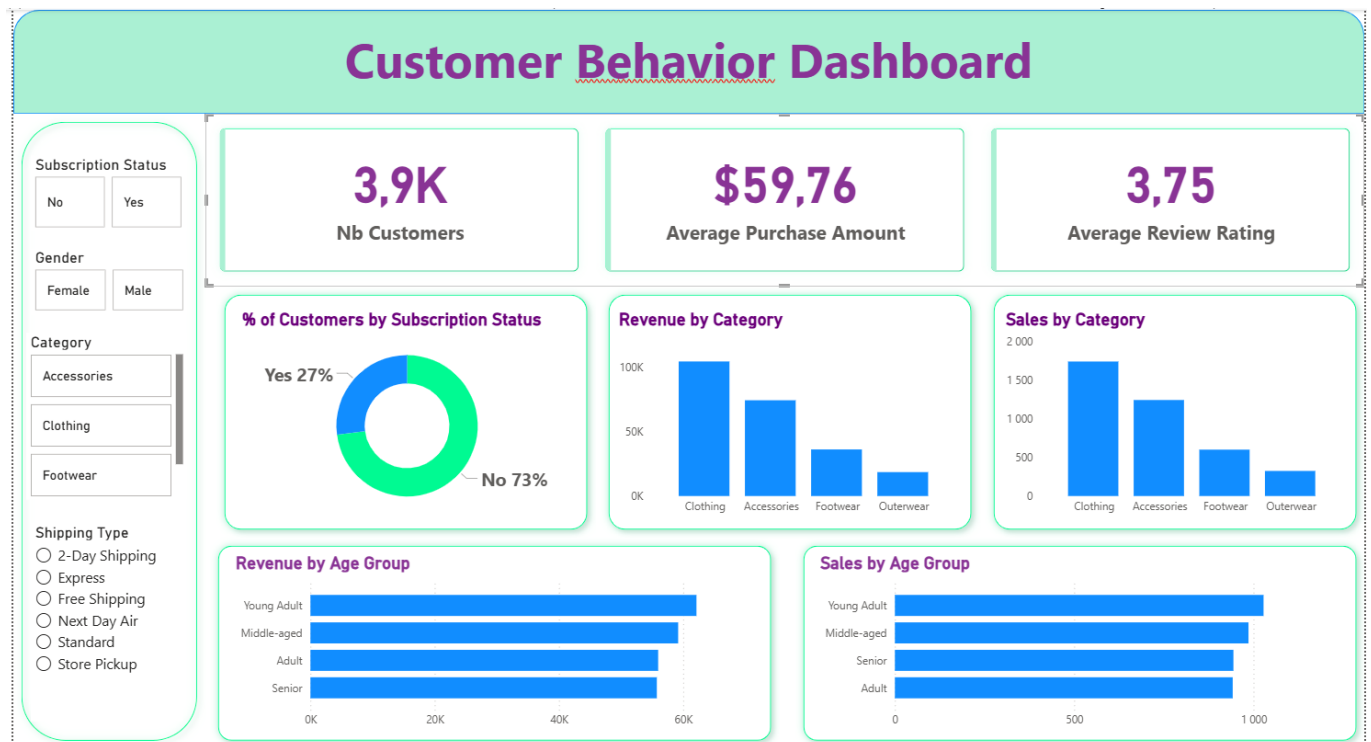 Customer Behavior Dashboard
Subscription Status
No
Yes
Gender
Female
Male
Category
Accessories
Clothing
Footwear
Shipping Type
2-Day Shipping
Express
Free Shipping
Next Day Air
Standard
Store Pickup
3,9K
Nb Customers
$59,76
Average Purchase Amount
3,75
Average Review Rating
% of Customers by Subscription Status
Yes 27%
No 73%
Revenue by Category
100K
50K
0K
Clothing Accessories Footwear Outerwear
Sales by Category
2 000
1 500
1 000
500
0
Clothing Accessories Footwear Outerwear
Revenue by Age Group
Young Adult
Middle-aged
Adult
Senior
0K 20K 40K 60K
Sales by Age Group
Young Adult
Middle-aged
Senior
Adult
0 500 1 000